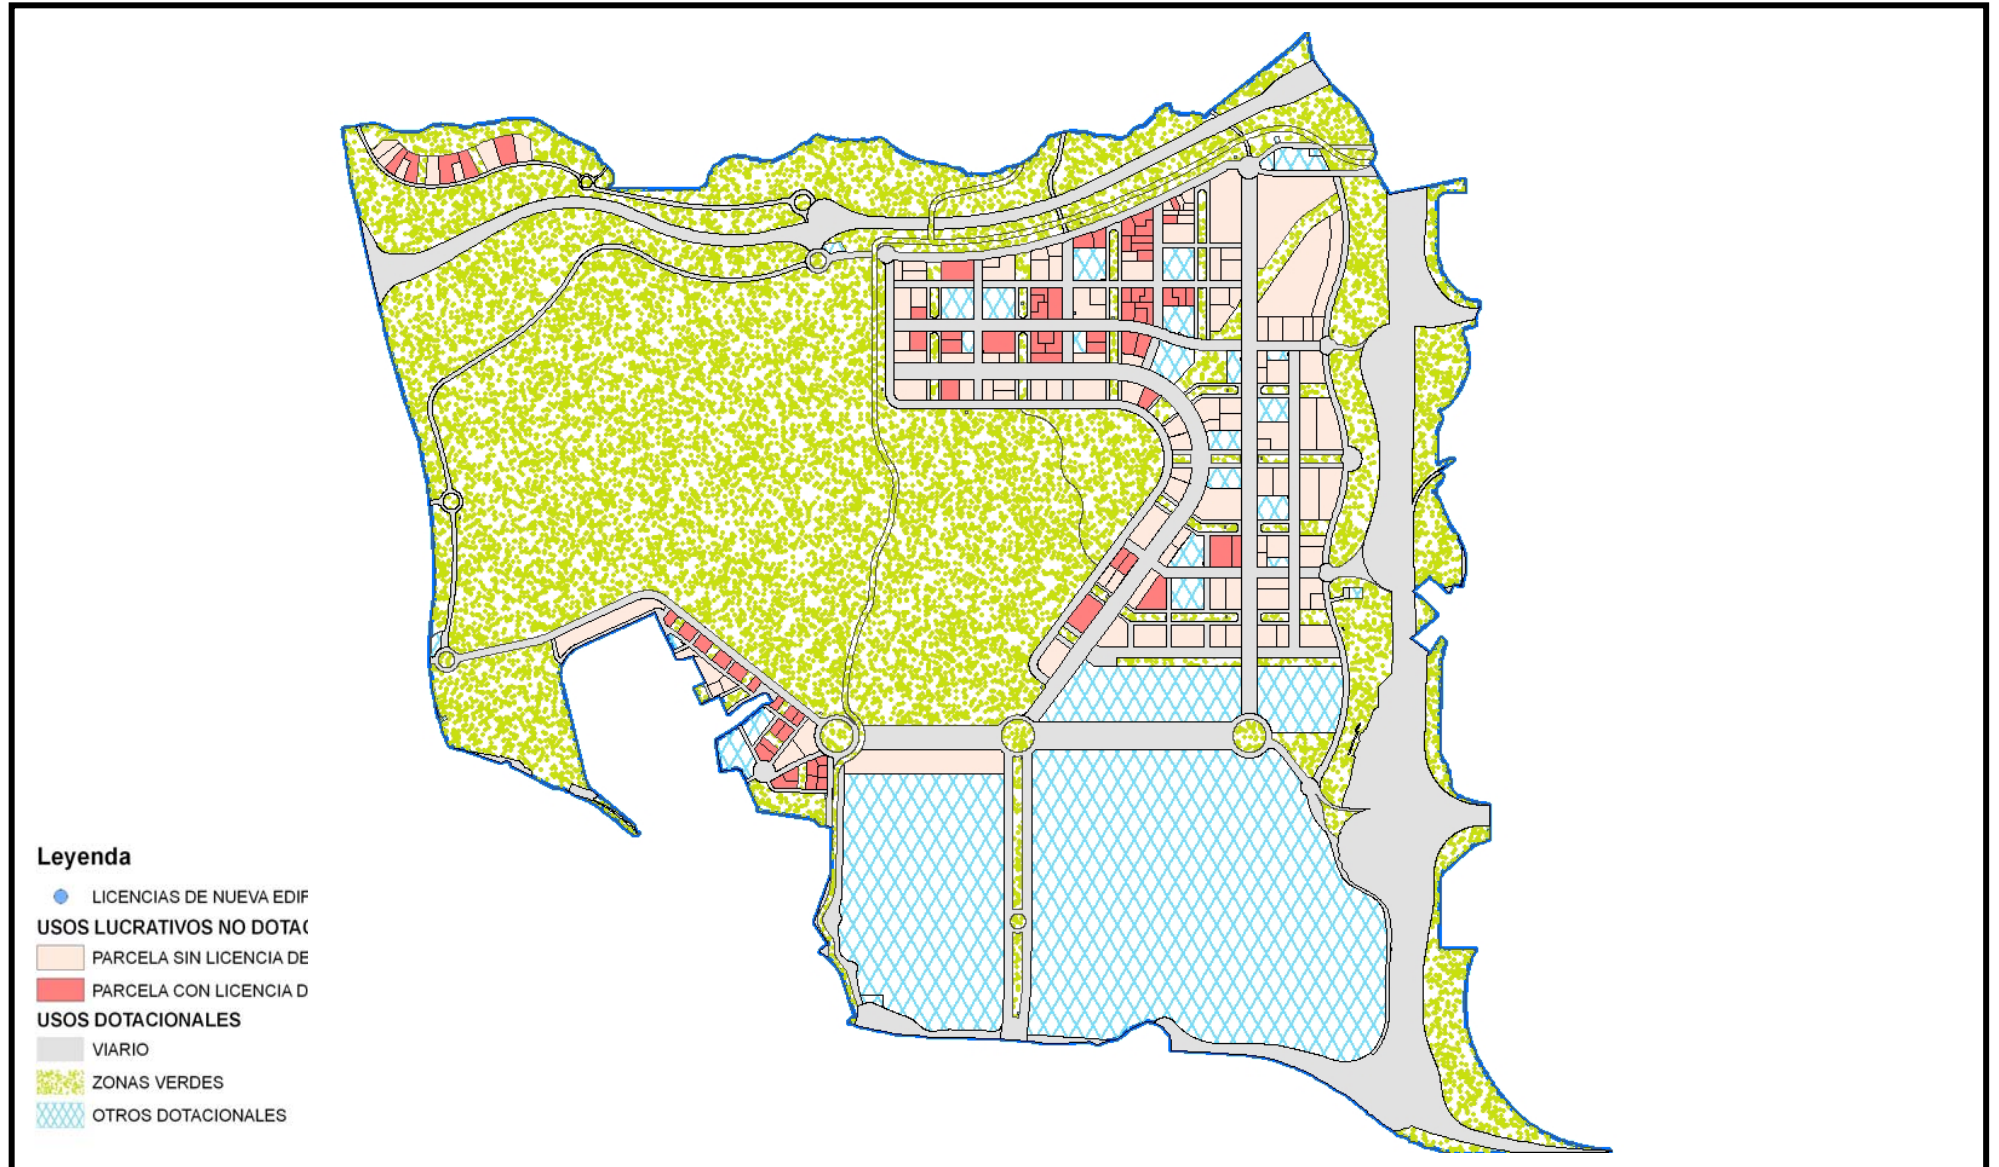 Leyenda
LICENCIAS DE NUEVA EDIF
USOS LUCRATIVOS NO DOTAC
PARCELA SIN LICENCIA DE
PARCELA CON LICENCIA D
USOS DOTACIONALES
VIARIO
ZONAS VERDES
OTROS DOTACIONALES